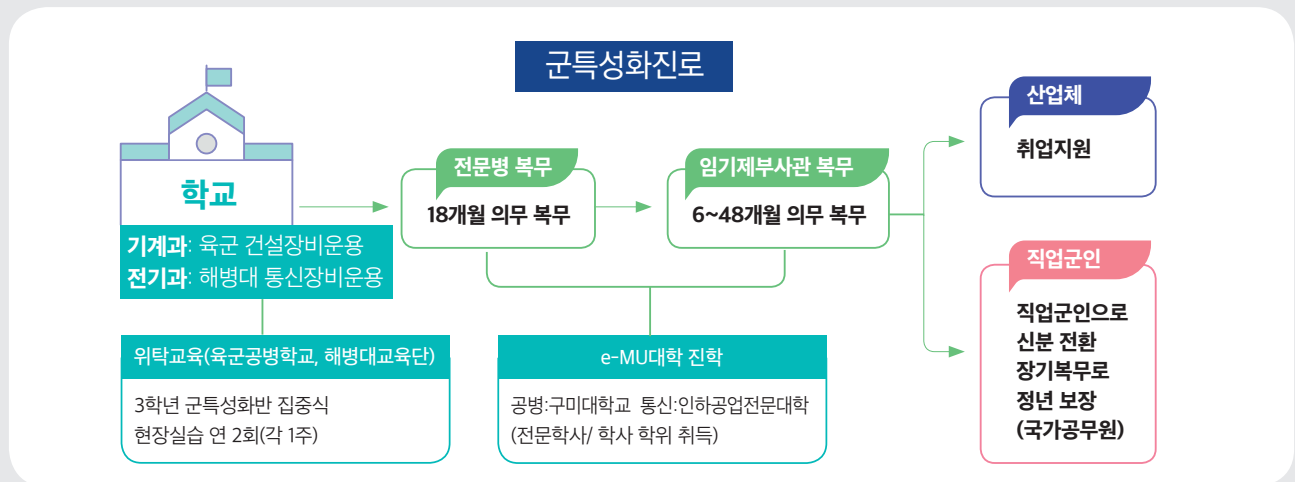 군특성화진로
학교
기계과: 육군 건설장비운용
전기과: 해병대 통신장비운용
위탁교육(육군공병학교, 해병대교육단)
3학년 군특성화반 집중식
현장실습 연 2회(각 1주)
전문병 복무
18개월 의무 복무
임기제부사관 복무
6~48개월 의무 복무
e-MU대학 진학
공병:구미대학교 통신:인하공업전문대학
(전문학사/ 학사 학위 취득)
산업체
취업지원
직업군인
직업군인으로
신분 전환
장기복무로
정년 보장
(국가공무원)